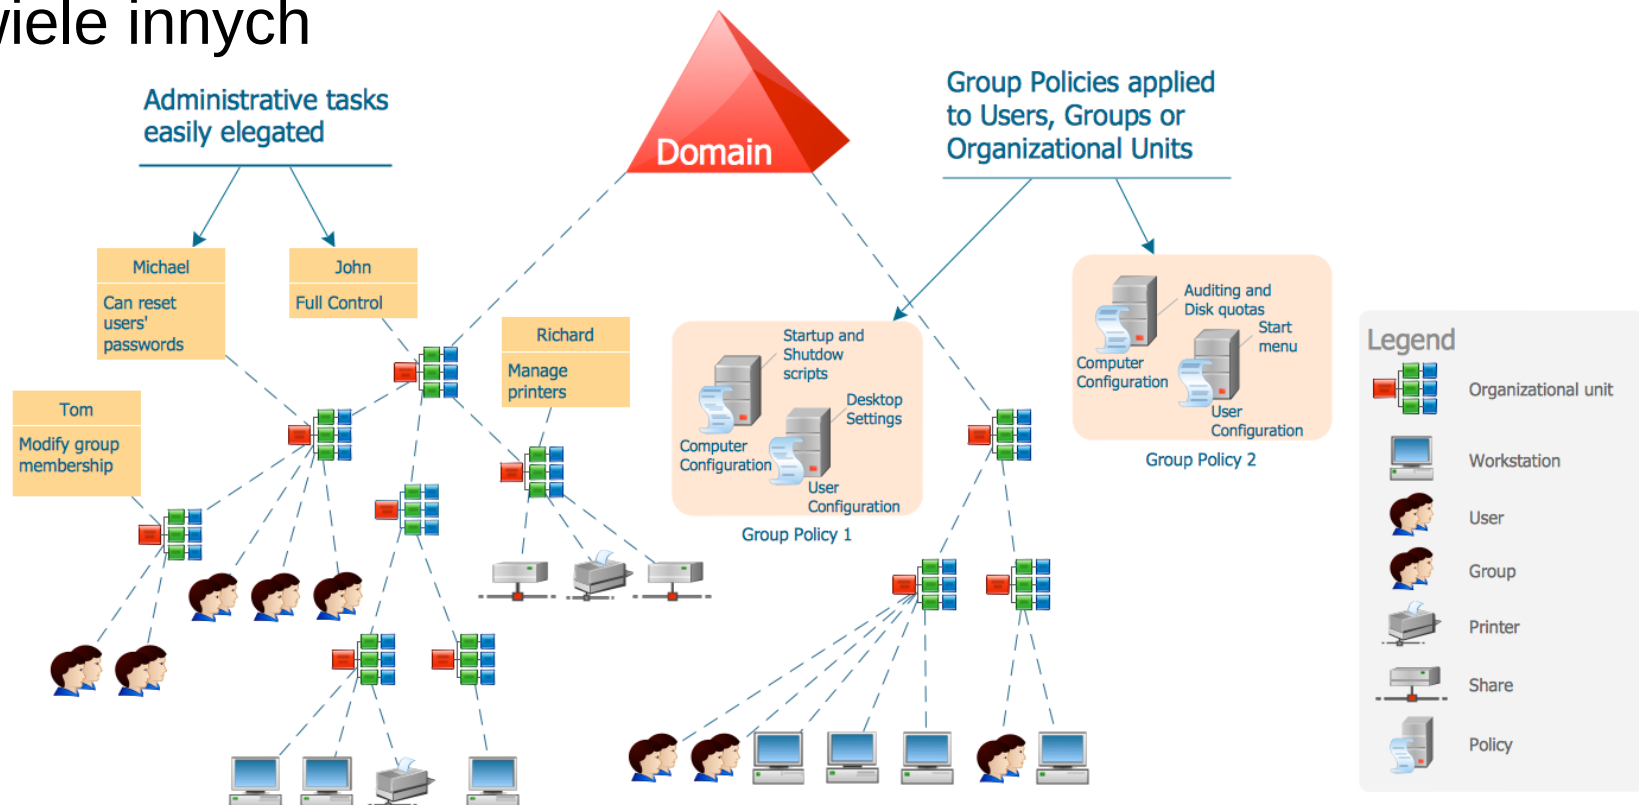 wiele innych
Administrative tasks
easily elegated
Domain
Group Policies applied
to Users, Groups or
Organizational Units
Michael
Can reset
users'
passwords
John
Full Control
Tom
Modify group
membership
Richard
Manage
printers
Startup and
Shutdow
scripts
Computer
Configuration
Desktop
Settings
User
Configuration
Group Policy 1
Auditing and
Disk quotas
Computer
Configuration
Start
menu
User
Configuration
Group Policy 2
Legend
Organizational unit
Workstation
User
Group
Printer
Share
Policy